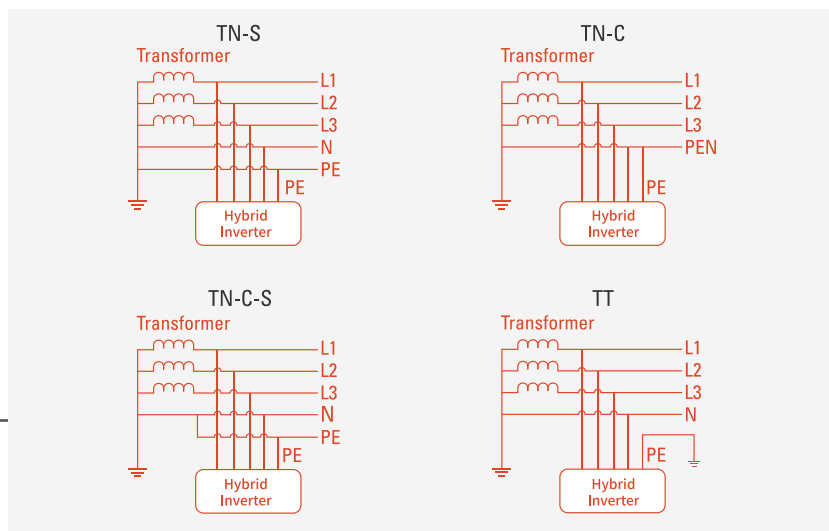 TN-S
Transformer
L1
L2
L3
N
PE
PE
Hybrid
Inverter
TN-C
Transformer
L1
L2
L3
PEN
PE
Hybrid
Inverter
TN-C-S
Transformer
L1
L2
L3
N
PE
PE
Hybrid
Inverter
TT
Transformer
L1
L2
L3
N
PE
Hybrid
Inverter